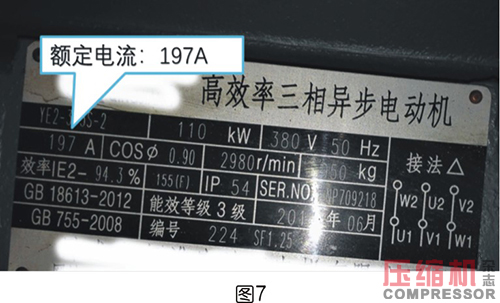 额定电流：197A
高效率三相异步电动机
110 kW 380 V 50 Hz
197 A COSφ 0.90 2980r/min kg 接法△
效率IE2- 94.3% 155(F) IP 54 SER.NO. P709218
GB 18613-2012 能效等级 3 级 年 06月
GB 755-2008 编号 224 SF1.25
W2 U2 V2
U1 V1 W1
图7
压缩机
COMPRESSOR